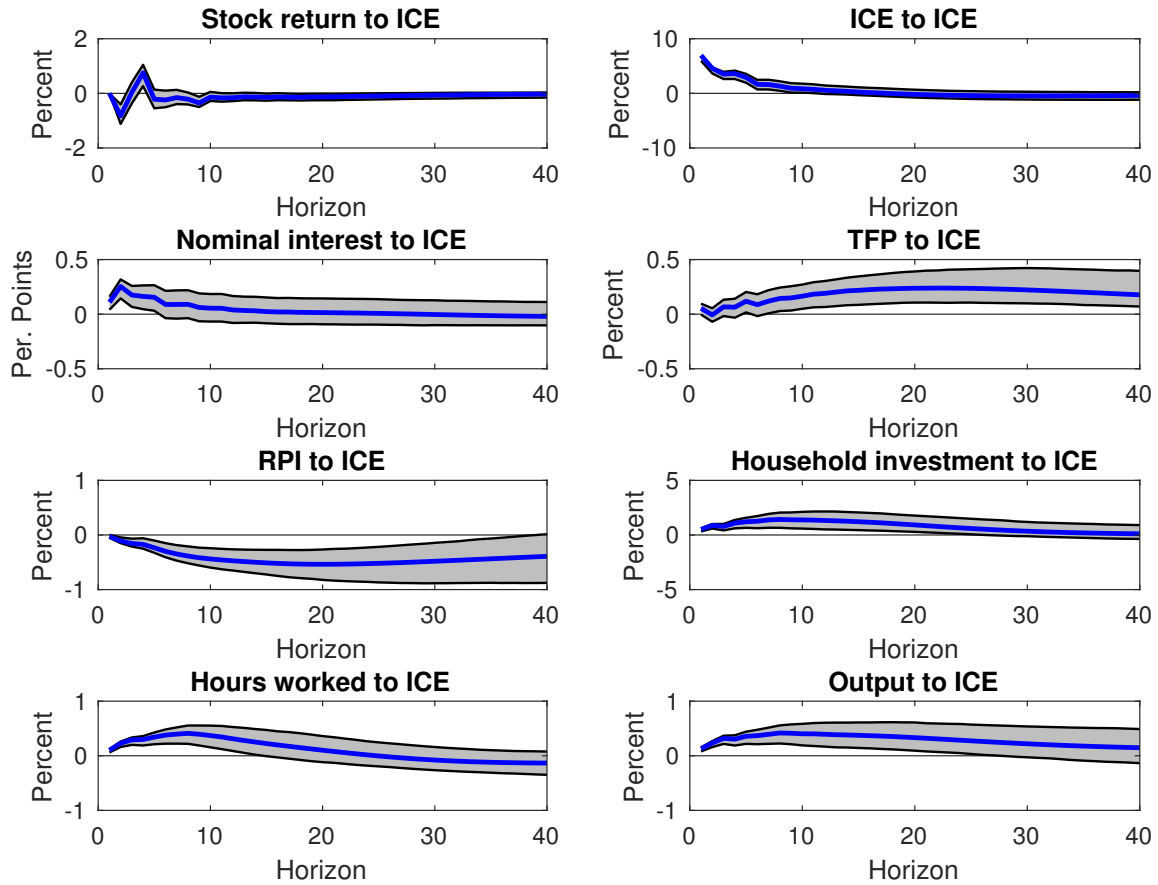 Stock return to ICE
2
0
-2
Percent
0 10 20 30 40
Horizon
ICE to ICE
10
0
-10
Percent
0 10 20 30 40
Horizon
Nominal interest to ICE
0.5
0
-0.5
Per. Points
0 10 20 30 40
Horizon
TFP to ICE
0.5
0
-0.5
Percent
0 10 20 30 40
Horizon
RPI to ICE
1
0
-1
Percent
0 10 20 30 40
Horizon
Household investment to ICE
5
0
-5
Percent
0 10 20 30 40
Horizon
Hours worked to ICE
1
0
-1
Percent
0 10 20 30 40
Horizon
Output to ICE
1
0
-1
Percent
0 10 20 30 40
Horizon